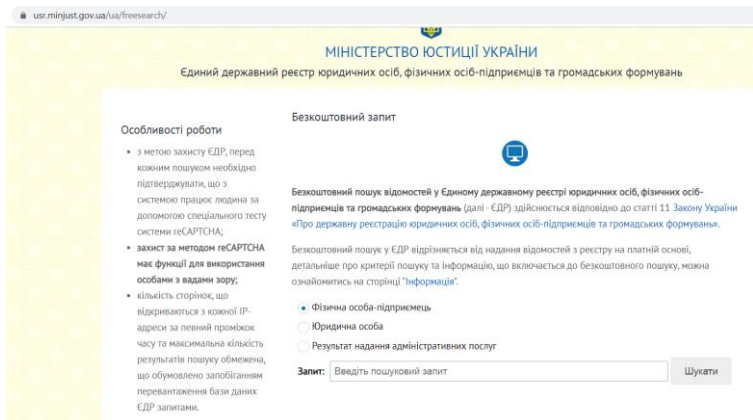 usr.minjust.gov.ua/ua/freesearch/
МІНІСТЕРСТВО ЮСТИЦІЇ УКРАЇНИ
Єдиний державний реєстр юридичних осіб, фізичних осіб-підприємців та громадських формувань
Особливості роботи
• з метою захисту ЄДР, перед
кожним пошуком необхідно
підтверджувати, що з
системою працює людина за
допомогою спеціального тесту
системи reCAPTCHA;
• захист за методом reCAPTCHA
має функції для використання
особами з вадами зору;
• кількість сторінок, що
відкриваються з кожної IP-
адреси за певний проміжок
часу та максимальна кількість
результатів пошуку обмежена,
що обумовлено запобіганням
перевантаження бази даних
ЄДР запитами.
Безкоштовний запит
Безкоштовний пошук відомостей у Єдиному державному реєстрі юридичних осіб, фізичних осіб-
підприємців та громадських формувань (далі - ЄДР) здійснюється відповідно до статті 11 Закону України
«Про державну реєстрацію юридичних осіб, фізичних осіб-підприємців та громадських формувань».
Безкоштовний пошук у ЄДР відрізняється від надання відомостей з реєстру на платній основі,
детальніше про критерії пошуку та інформацію, що включається до безкоштовного пошуку, можна
ознайомитись на сторінці "Інформація".
Фізична особа-підприємець
Юридична особа
Результат надання адміністративних послуг
Запит: Введіть пошуковий запит Шукати